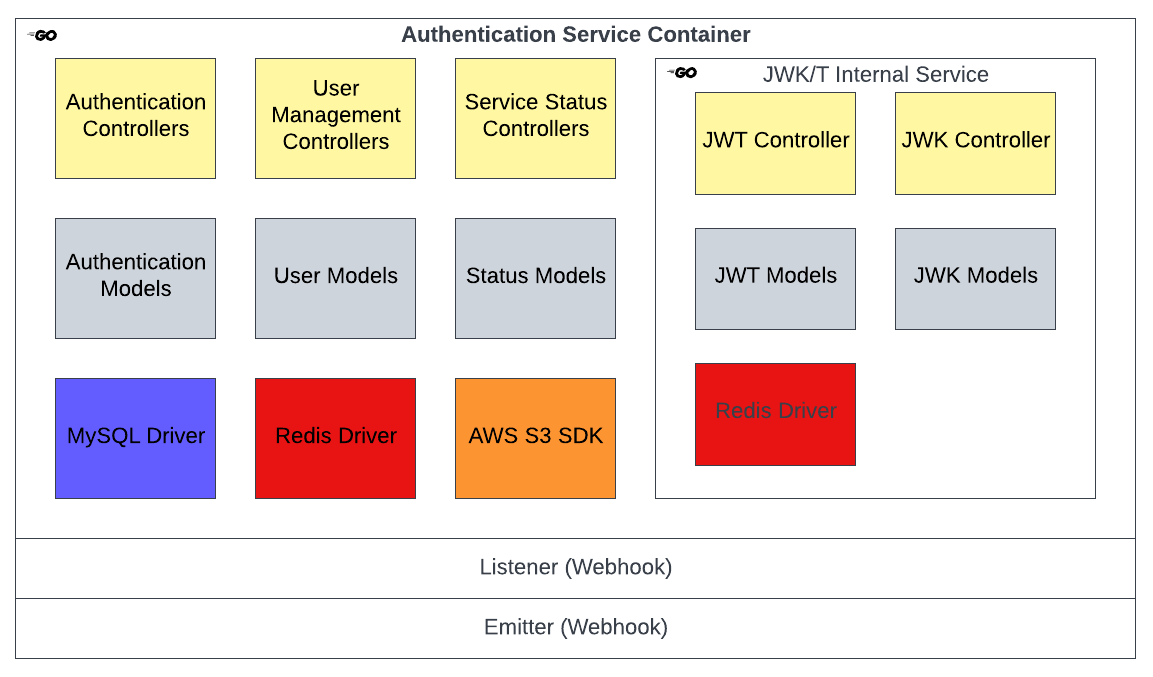 GO
Authentication Service Container
Authentication
Controllers
User
Management
Controllers
Service Status
Controllers
GO
JWK/T Internal Service
JWT Controller
JWK Controller
Authentication
Models
User Models
Status Models
JWT Models
JWK Models
MySQL Driver
Redis Driver
AWS S3 SDK
Redis Driver
Listener (Webhook)
Emitter (Webhook)